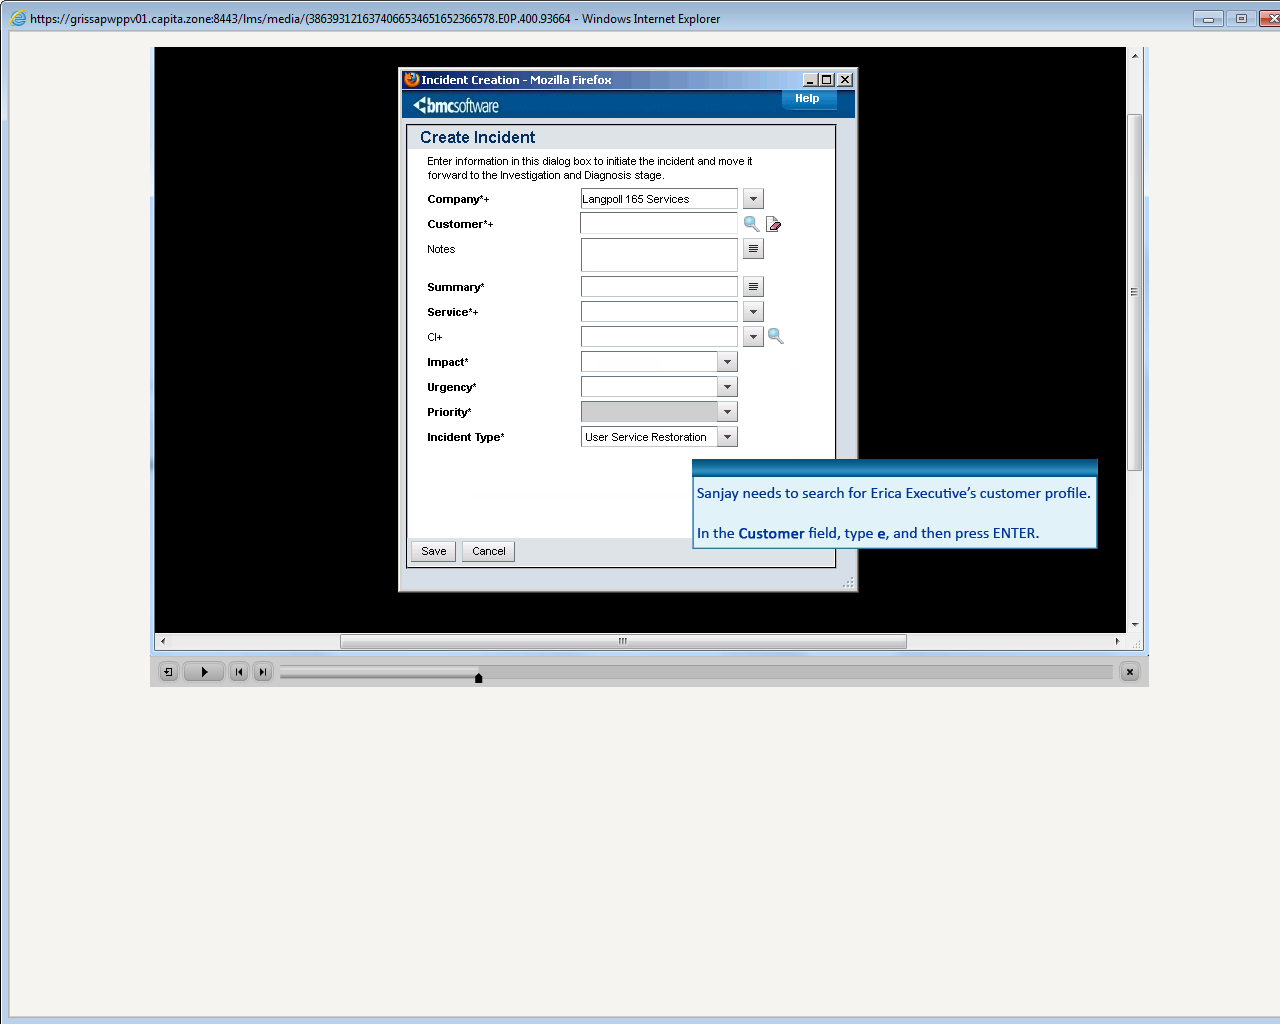 https://grissapwppv01.capita.zone:8443/lms/media/(3863931216374066534651652366578.E0P.400.93664 - Windows Internet Explorer
Incident Creation - Mozilla Firefox
bmcsoftware
Help
Create Incident
Enter information in this dialog box to initiate the incident and move it
forward to the Investigation and Diagnosis stage.
Company*+ Langpoll 165 Services
Customer*+
Notes
Summary*
Service*+
CI+
Impact*
Urgency*
Priority*
Incident Type* User Service Restoration
Sanjay needs to search for Erica Executive’s customer profile.
In the Customer field, type e, and then press ENTER.
Save Cancel